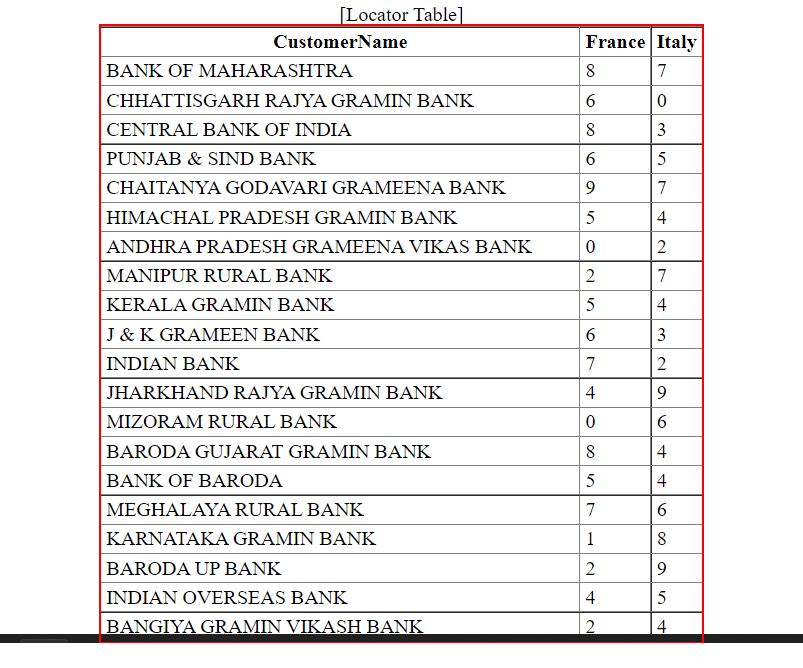 [Locator Table]
CustomerName France Italy
BANK OF MAHARASHTRA 8 7
CHHATTISGARH RAJYA GRAMIN BANK 6 0
CENTRAL BANK OF INDIA 8 3
PUNJAB & SIND BANK 6 5
CHAITANYA GODAVARI GRAMEENA BANK 9 7
HIMACHAL PRADESH GRAMIN BANK 5 4
ANDHRA PRADESH GRAMEENA VIKAS BANK 0 2
MANIPUR RURAL BANK 2 7
KERALA GRAMIN BANK 5 4
J & K GRAMEEN BANK 6 3
INDIAN BANK 7 2
JHARKHAND RAJYA GRAMIN BANK 4 9
MIZORAM RURAL BANK 0 6
BARODA GUJARAT GRAMIN BANK 8 4
BANK OF BARODA 5 4
MEGHALAYA RURAL BANK 7 6
KARNATAKA GRAMIN BANK 1 8
BARODA UP BANK 2 9
INDIAN OVERSEAS BANK 4 5
BANGIYA GRAMIN VIKASH BANK 2 4